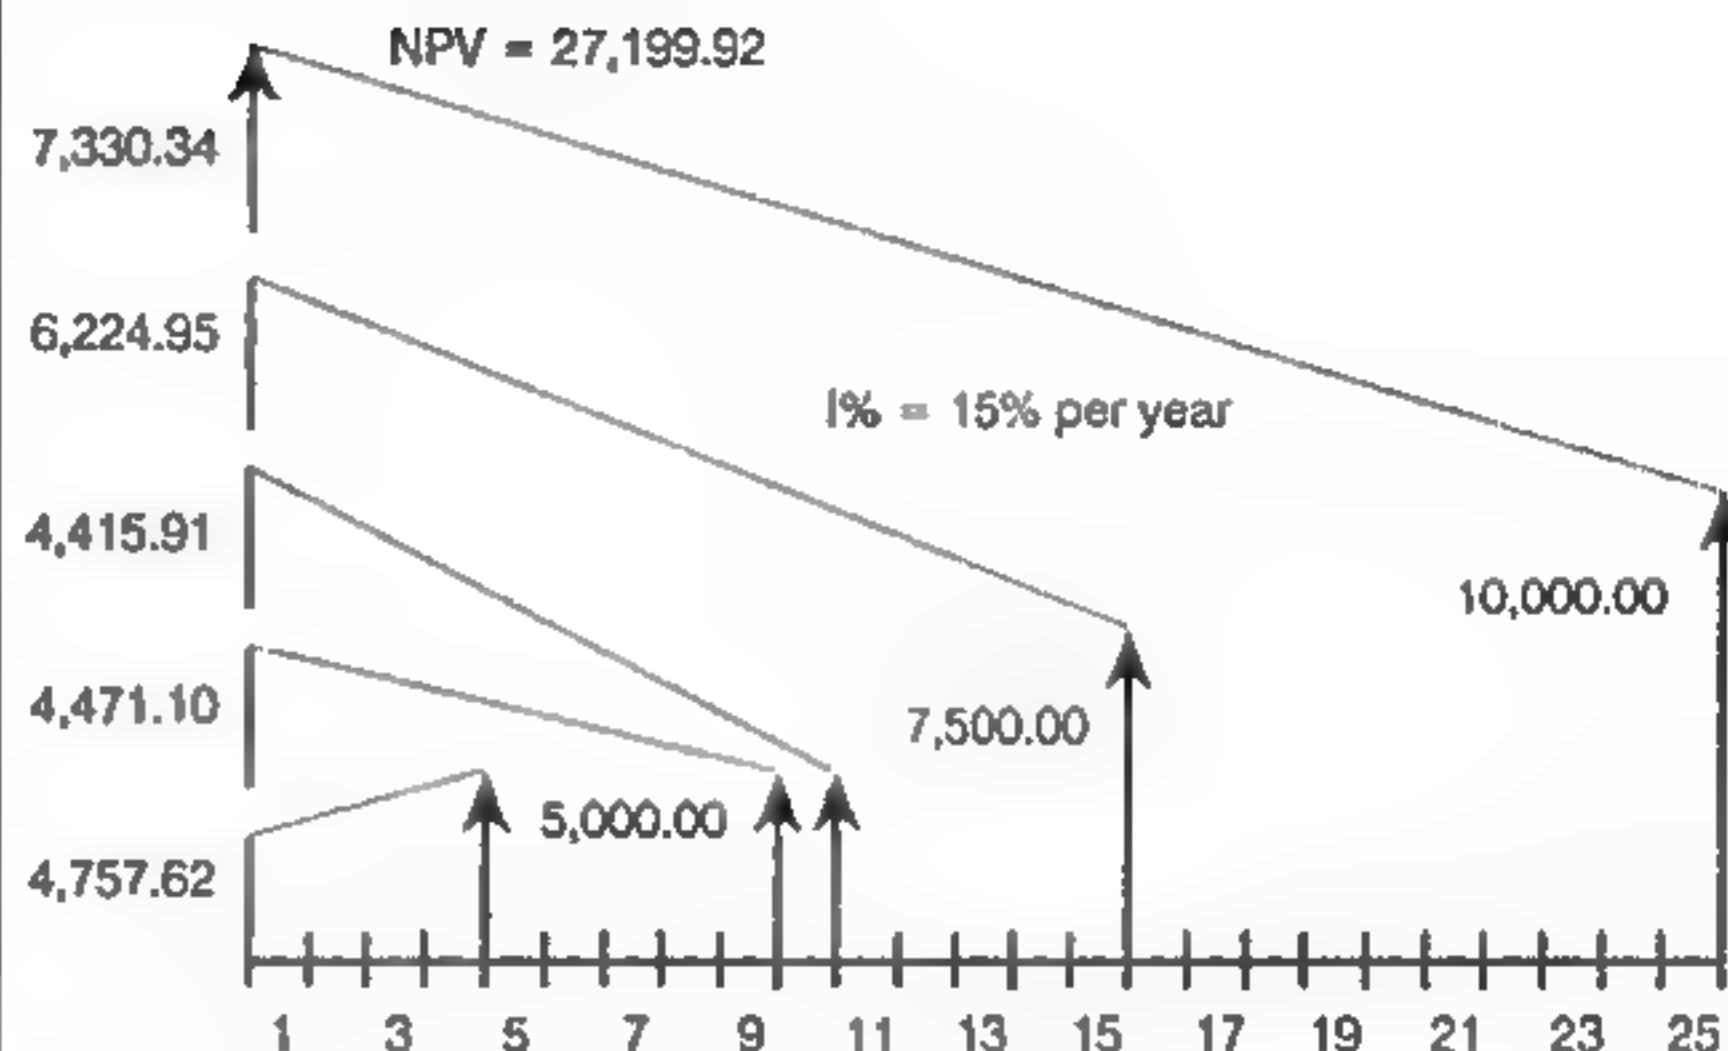 NPV = 27,199.92
7,330.34
6,224.95
I% = 15% per year
4,415.91
10,000.00
4,471.10
7,500.00
5,000.00
4,757.62
1 3 5 7 9 11 13 15 17 19 21 23 25